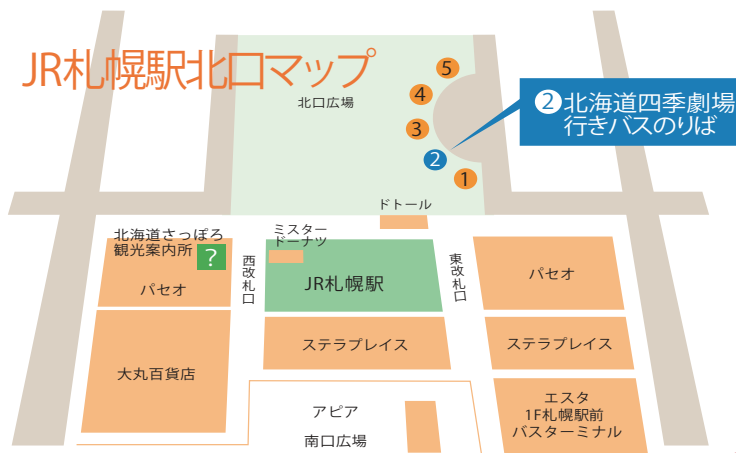 JR札幌駅北口マップ
北口広場
5
4
3
2
1
2 北海道四季劇場
行きバスのりば
ドトール
北海道さっぽろ
観光案内所
?
パセオ
西改札口
ミスター
ドーナツ
JR札幌駅
東改札口
パセオ
大丸百貨店
ステラプレイス
ステラプレイス
アピア
南口広場
エスタ
1F札幌駅前
バスターミナル